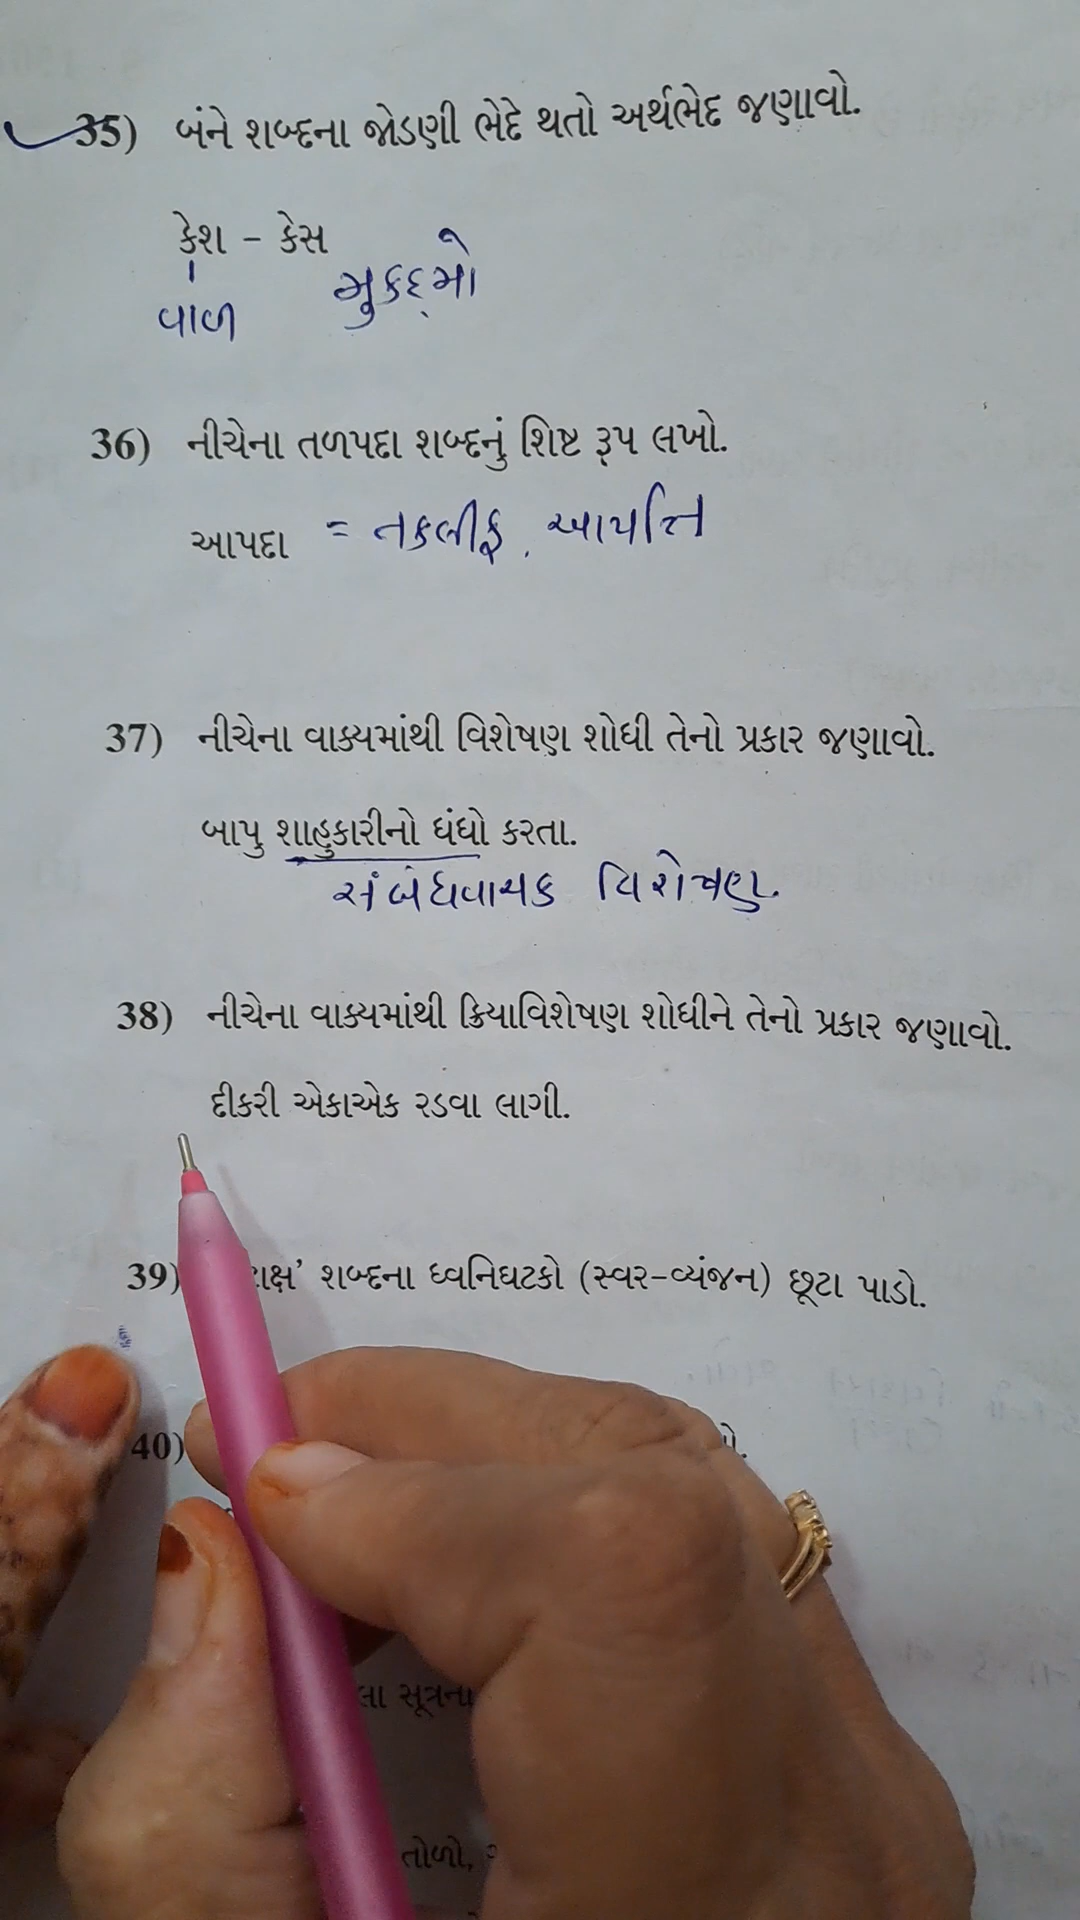 35) બંને શબ્દના જોડણી ભેદે થતો અર્થભેદ જણાવો.
કેશ - કેસ
વાળ મુકદ્દમો
36) નીચેના તળપદા શબ્દનું શિષ્ટ રૂપ લખો.
આપદા = તકલીફ, આપત્તિ
37) નીચેના વાક્યમાંથી વિશેષણ શોધી તેનો પ્રકાર જણાવો.
બાપુ શાહુકારીનો ધંધો કરતા.
સંબંધવાચક વિશેષણ
38) નીચેના વાક્યમાંથી ક્રિયાવિશેષણ શોધીને તેનો પ્રકાર જણાવો.
દીકરી એકાએક રડવા લાગી.
39) ' શબ્દના ધ્વનિઘટકો (સ્વર-વ્યંજન) છૂટા પાડો.
40)
સૂત્રના
તોળો,